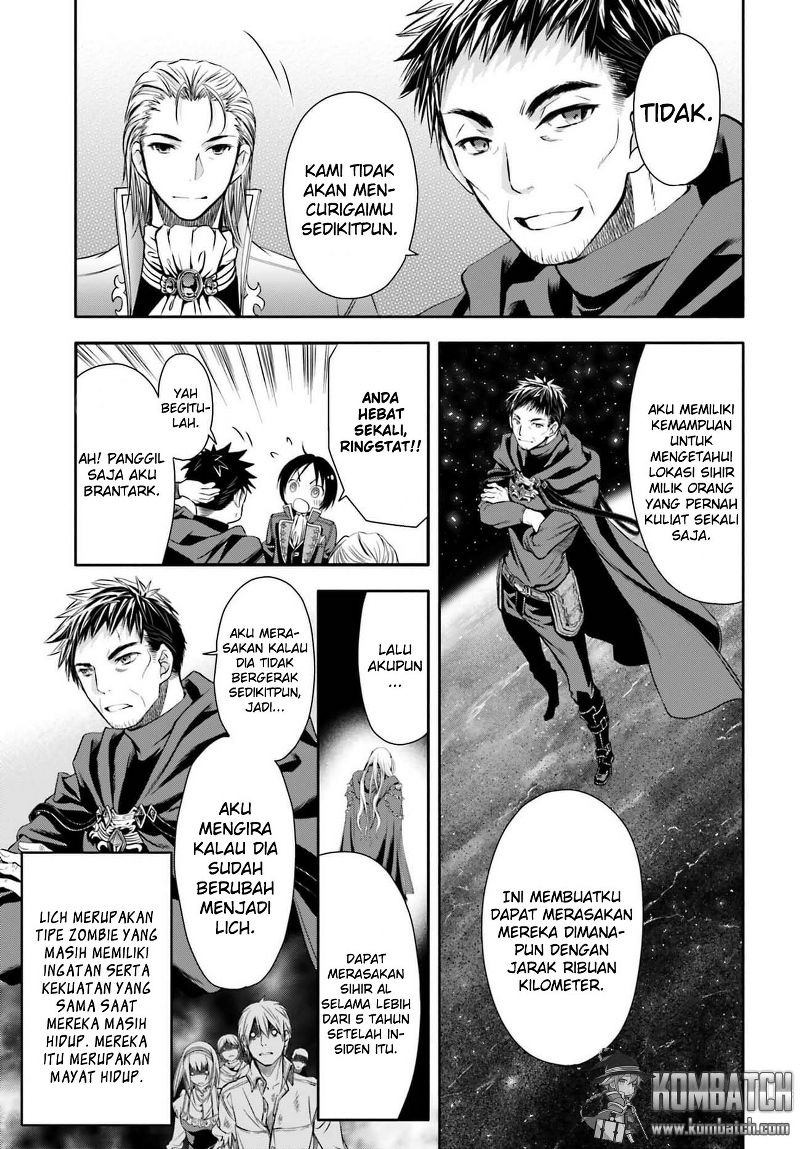 TIDAK.
KAMI TIDAK
AKAN MEN-
CURIGAIMU
SEDIKITPUN.
AKU MEMILIKI
KEMAMPUAN
UNTUK
MENGETAHUI
LOKASI SIHIR
MILIK ORANG
YANG PERNAH
KULIAT SEKALI
SAJA.
INI MEMBUATKU
DAPAT MERASAKAN
MEREKA DIMANA-
PUN DENGAN
JARAK RIBUAN
KILOMETER.
ANDA
HEBAT
SEKALI,
RINGSTAT!!
YAH
BEGITU-
LAH.
AH! PANGGIL
SAJA AKU
BRANTARK.
LALU
AKUPUN
...
DAPAT
MERASAKAN
SIHIR AL
SELAMA LEBIH
DARI 5 TAHUN
SETELAH IN-
SIDEN ITU.
AKU MERA-
SAKAN KALAU
DIA TIDAK
BERGERAK
SEDIKITPUN,
JADI...
AKU
MENGIRA
KALAU DIA
SUDAH
BERUBAH
MENJADI
LICH.
LICH MERUPAKAN
TIPE ZOMBIE YANG
MASIH MEMILIKI
INGATAN SERTA
KEKUATAN YANG
SAMA SAAT
MEREKA MASIH
HIDUP. MEREKA
ITU MERUPAKAN
MAYAT HIDUP.
KOMBATCH
www.kombatch.com